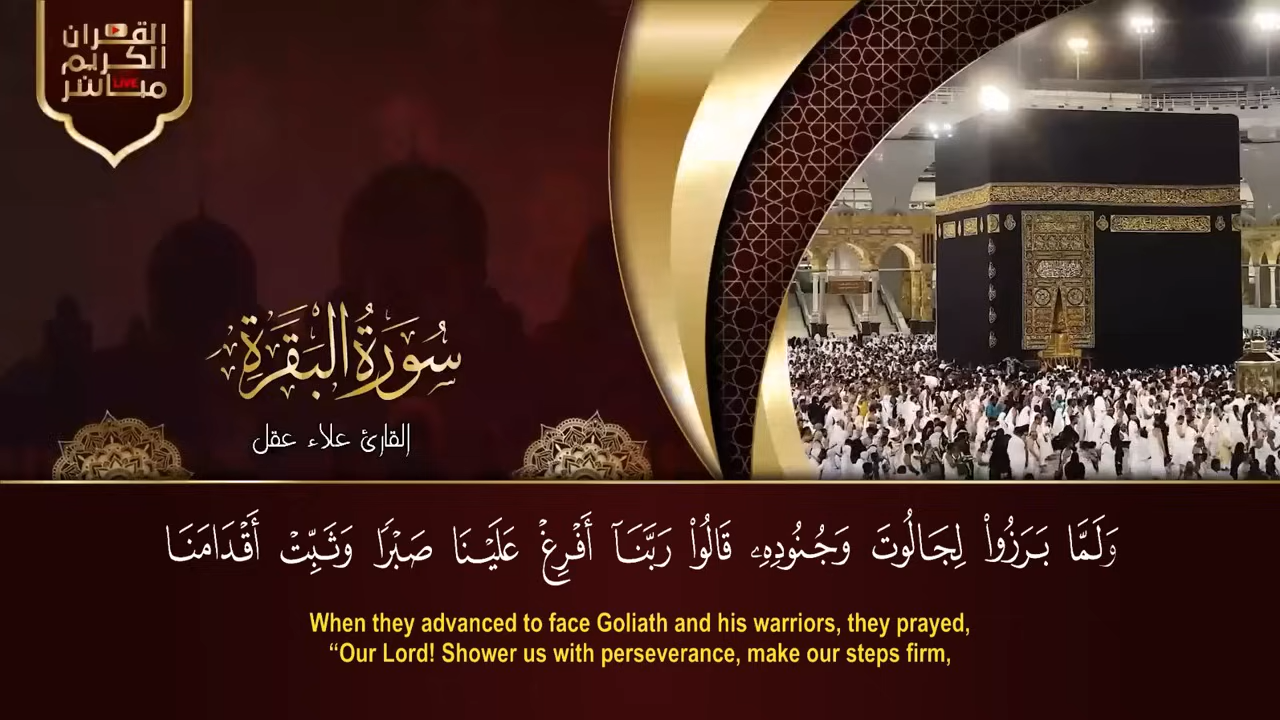 القرآن
الكريم
مباشر
LIVE
سُورَةُ البَقَرَة
القارئ علاء عقل
وَلَمَّا بَرَزُوا۟ لِجَالُوتَ وَجُنُودِهِۦ قَالُوا۟ رَبَّنَآ أَفْرِغْ عَلَيْنَا صَبْرًا وَثَبِّتْ أَقْدَامَنَا
When they advanced to face Goliath and his warriors, they prayed,
“Our Lord! Shower us with perseverance, make our steps firm,